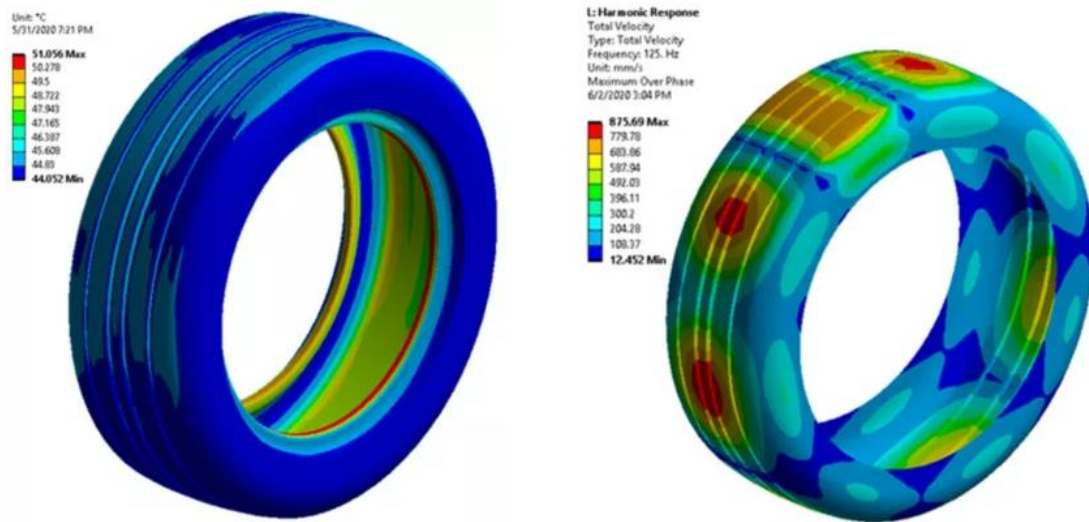 Unit: °C
5/31/2020 7:21 PM
51.056 Max
50.278
49.5
48.722
47.943
47.165
46.387
45.608
44.83
44.052 Min
L: Harmonic Response
Total Velocity
Type: Total Velocity
Frequency: 125. Hz
Unit: mm/s
Maximum Over Phase
6/2/2020 3:04 PM
875.69 Max
779.78
683.86
587.94
492.03
396.11
300.2
204.28
108.37
12.452 Min